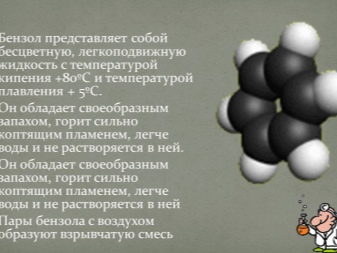 Бензол представляет собой
бесцветную, легкоподвижную
жидкость с температурой
кипения +80ºС и температурой
плавления + 5ºС.
Он обладает своеобразным
запахом, горит сильно
коптящим пламенем, легче
воды и не растворяется в ней.
Он обладает своеобразным
запахом, горит сильно
коптящим пламенем, легче
воды и не растворяется в ней
Пары бензола с воздухом
образуют взрывчатую смесь